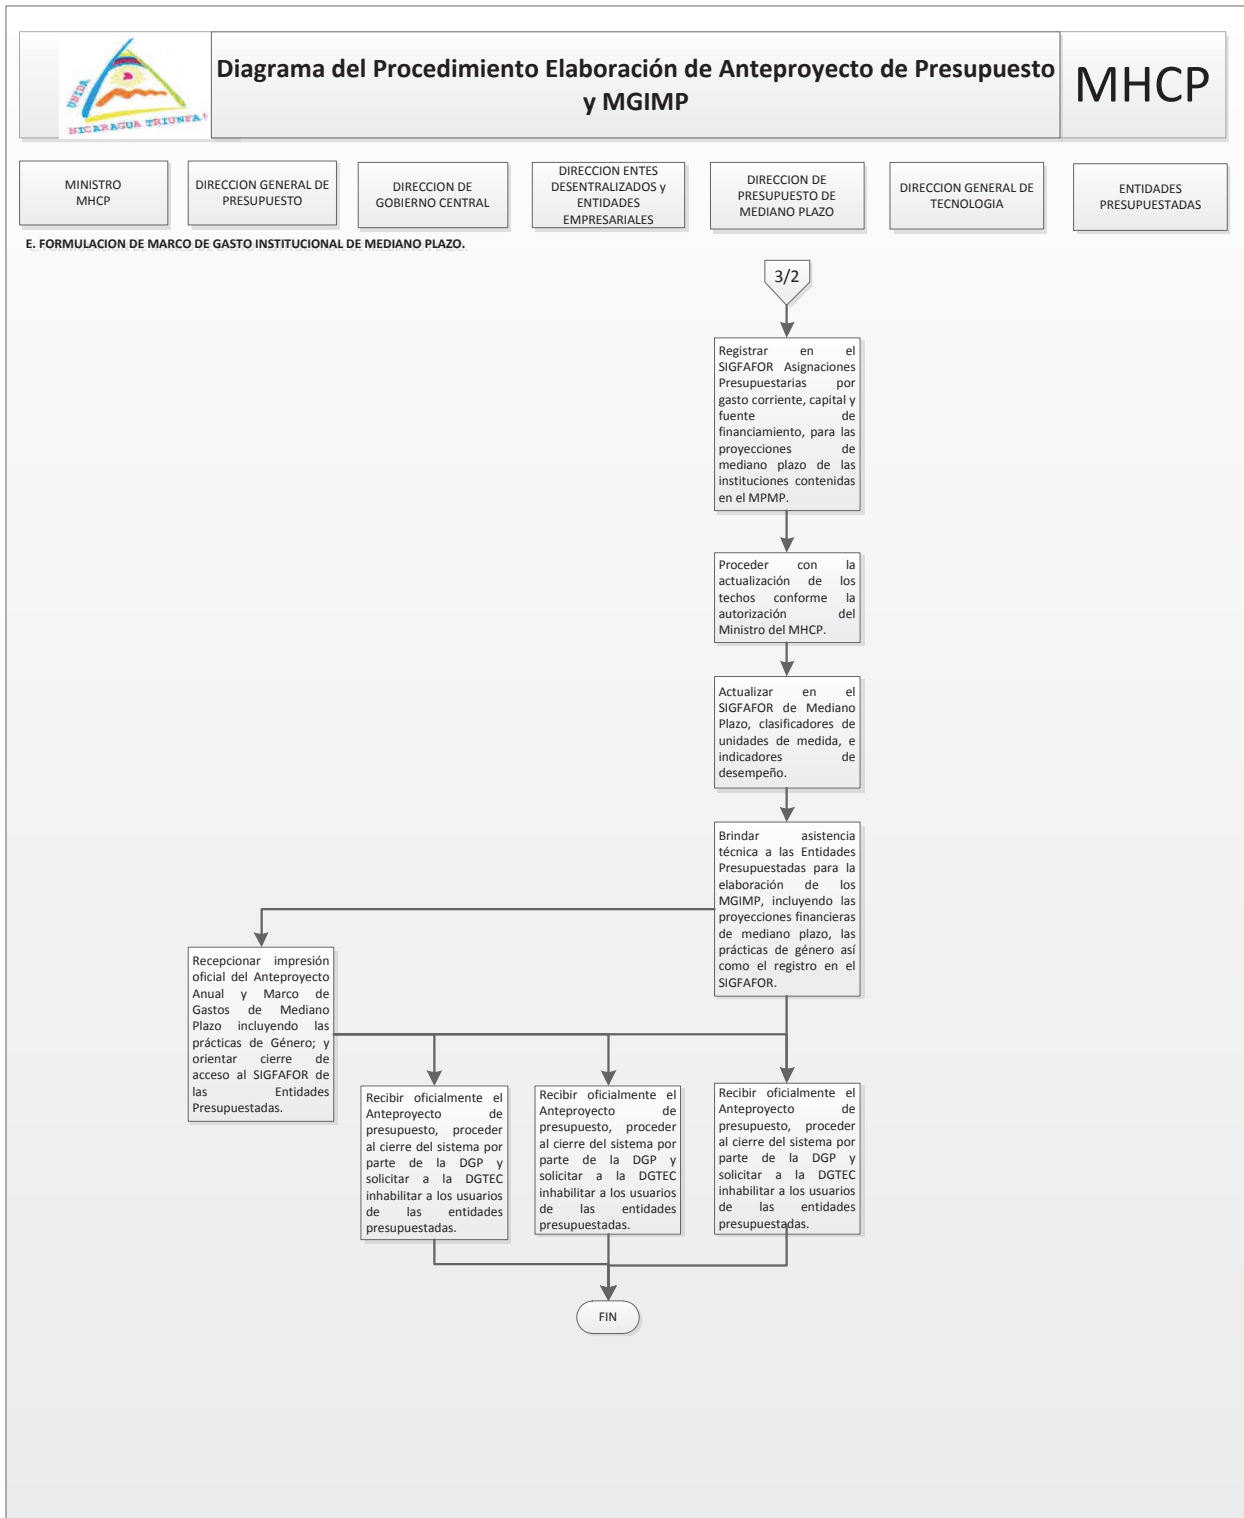 UNIDA
NICARAGUA TRIUNFA
Diagrama del Procedimiento Elaboración de Anteproyecto de Presupuesto
y MGIMP
MHCP
MINISTRO
MHCP
DIRECCION GENERAL DE
PRESUPUESTO
DIRECCION DE
GOBIERNO CENTRAL
DIRECCION ENTES
DESENTRALIZADOS y
ENTIDADES
EMPRESARIALES
DIRECCION DE
PRESUPUESTO DE
MEDIANO PLAZO
DIRECCION GENERAL DE
TECNOLOGIA
ENTIDADES
PRESUPUESTADAS
E. FORMULACION DE MARCO DE GASTO INSTITUCIONAL DE MEDIANO PLAZO.
3/2
Registrar en el
SIGFAFOR Asignaciones
Presupuestarias por
gasto corriente, capital y
fuente de
financiamiento, para las
proyecciones de
mediano plazo de las
instituciones contenidas
en el MPMP.
Proceder con la
actualización de los
techos conforme la
autorización del
Ministro del MHCP.
Actualizar en el
SIGFAFOR de Mediano
Plazo, clasificadores de
unidades de medida, e
indicadores de
desempeño.
Brindar asistencia
técnica a las Entidades
Presupuestadas para la
elaboración de los
MGIMP, incluyendo las
proyecciones financieras
de mediano plazo, las
prácticas de género así
como el registro en el
SIGFAFOR.
Recepcionar impresión
oficial del Anteproyecto
Anual y Marco de
Gastos de Mediano
Plazo incluyendo las
prácticas de Género; y
orientar cierre de
acceso al SIGFAFOR de
las Entidades
Presupuestadas.
Recibir oficialmente el
Anteproyecto de
presupuesto, proceder
al cierre del sistema por
parte de la DGP y
solicitar a la DGTEC
inhabilitar a los usuarios
de las entidades
presupuestadas.
Recibir oficialmente el
Anteproyecto de
presupuesto, proceder
al cierre del sistema por
parte de la DGP y
solicitar a la DGTEC
inhabilitar a los usuarios
de las entidades
presupuestadas.
Recibir oficialmente el
Anteproyecto de
presupuesto, proceder
al cierre del sistema por
parte de la DGP y
solicitar a la DGTEC
inhabilitar a los usuarios
de las entidades
presupuestadas.
FIN